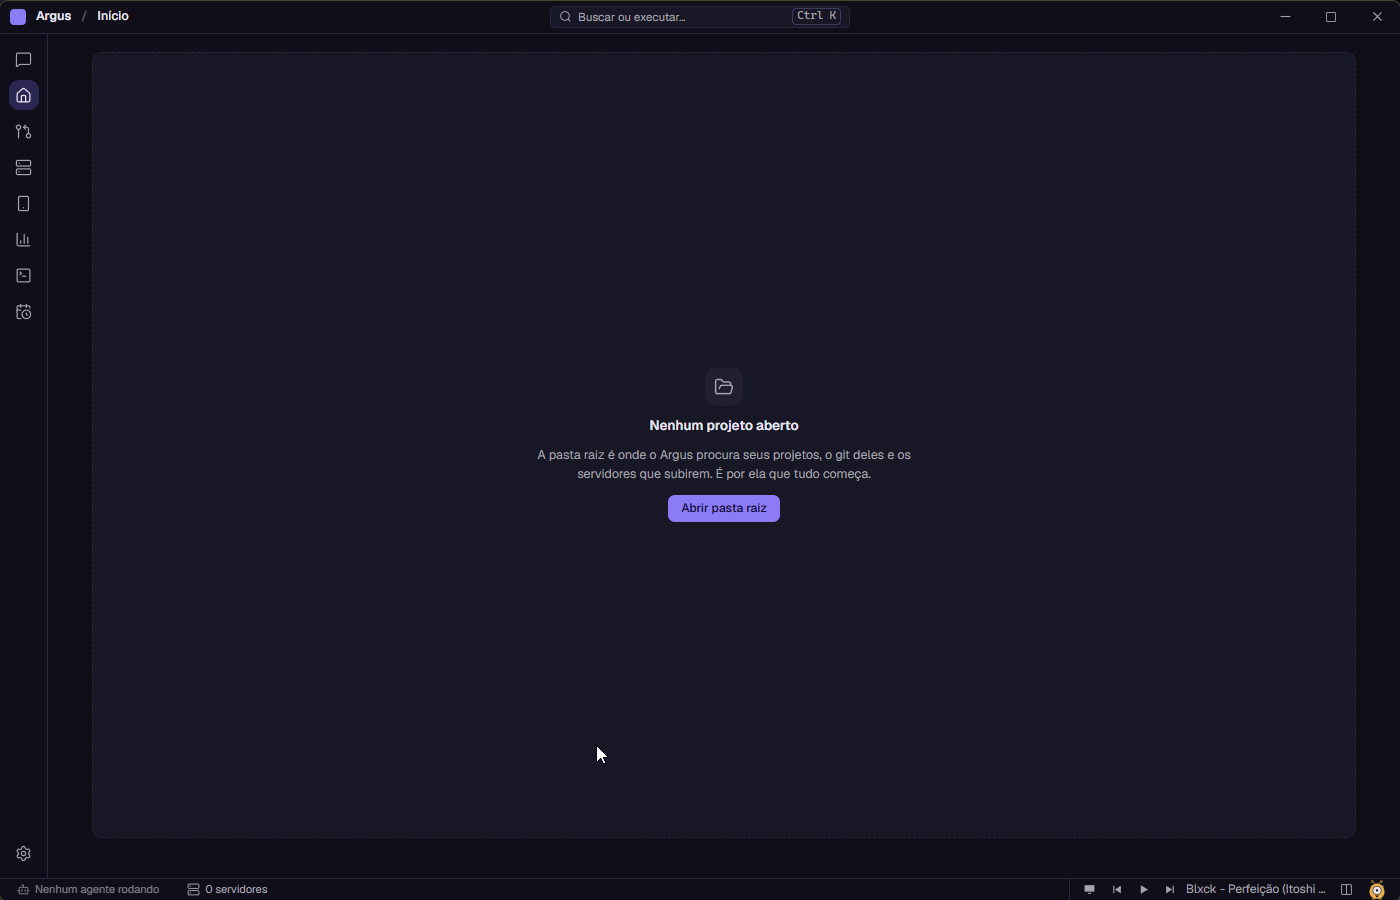 Argus / Início
Buscar ou executar... Ctrl K
Nenhum projeto aberto
A pasta raiz é onde o Argus procura seus projetos, o git deles e os
servidores que subirem. É por ela que tudo começa.
Abrir pasta raiz
Nenhum agente rodando
0 servidores
Blxck - Perfeição (Itoshi ...